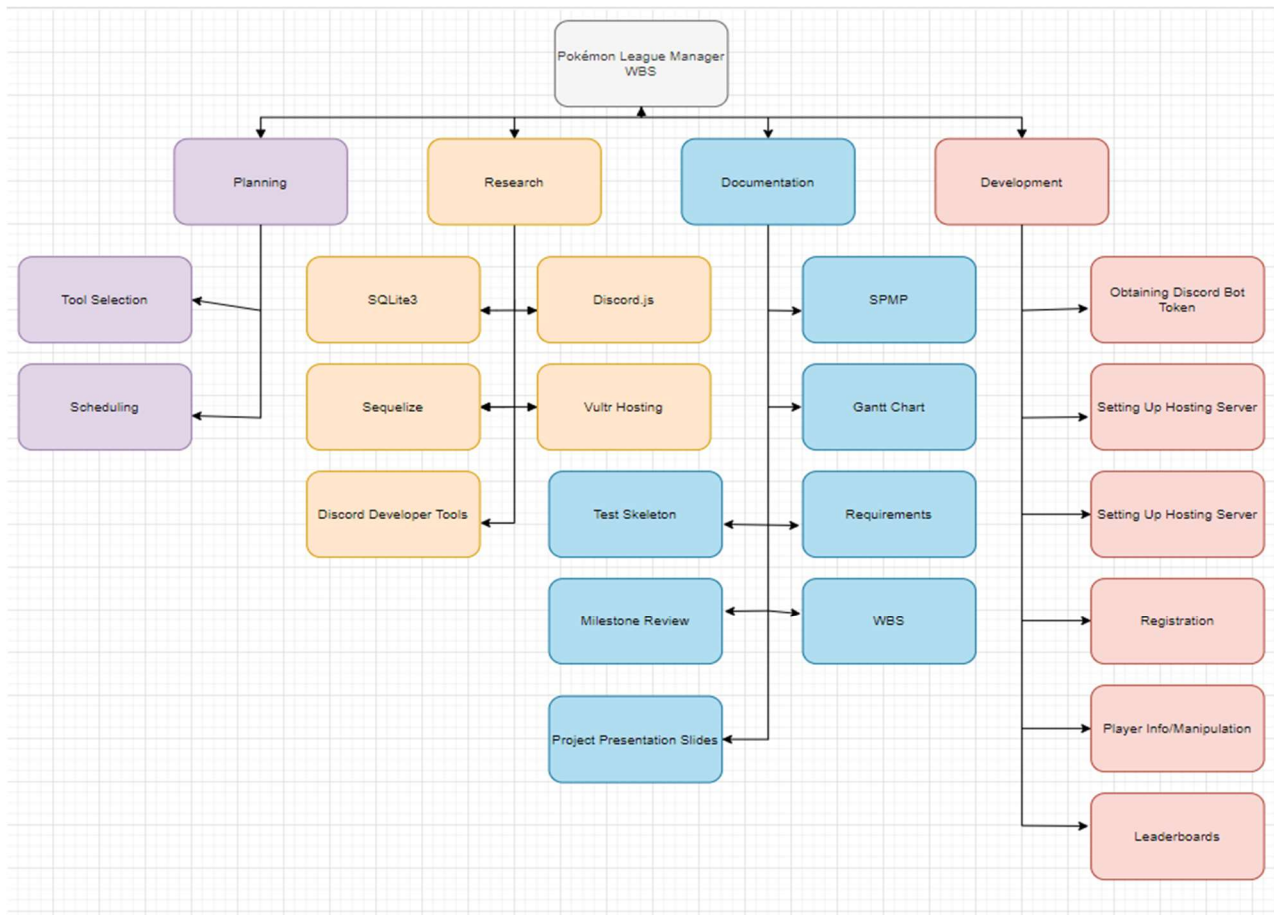 Pokémon League Manager
WBS
Planning
Research
Documentation
Development
Tool Selection
SQLite3
Discord.js
SPMP
Obtaining Discord Bot
Token
Scheduling
Sequelize
Vultr Hosting
Gantt Chart
Setting Up Hosting Server
Discord Developer Tools
Test Skeleton
Requirements
Setting Up Hosting Server
Milestone Review
WBS
Registration
Project Presentation Slides
Player Info/Manipulation
Leaderboards